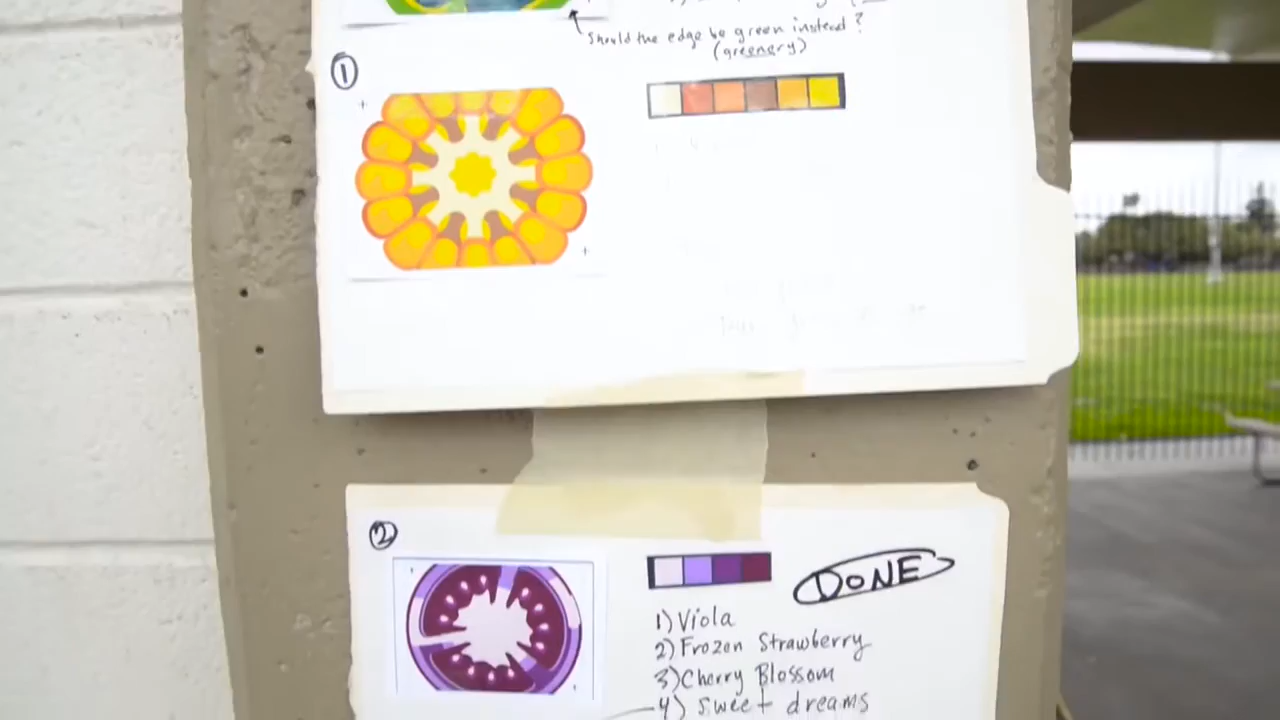 Should the edge be green instead?
(greenery)
1
2
DONE
1) Viola
2) Frozen Strawberry
3) Cherry Blossom
4) Sweet dreams